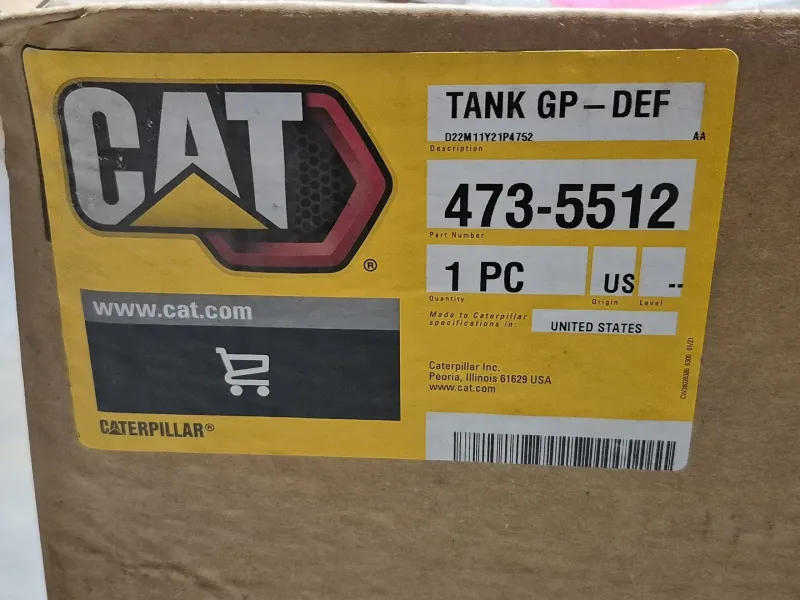 CAT
®
www.cat.com
CATERPILLAR®
TANK GP-DEF
D22M11Y21P4752 AA
Description
473-5512
Part Number
1 PC US --
Quantity Origin Level
Made to Caterpillar
specifications in: UNITED STATES
Caterpillar Inc.
Peoria, Illinois 61629 USA
www.cat.com